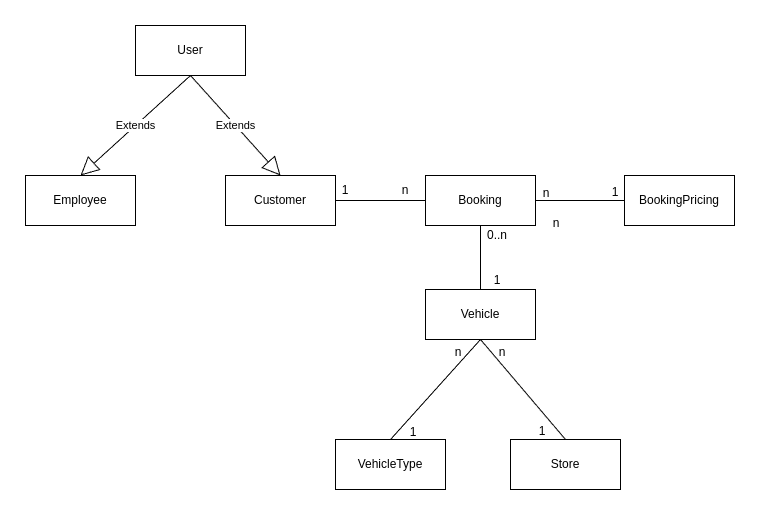 User
Extends
Extends
Employee
Customer
1
n
Booking
n
1
BookingPricing
n
0..n
1
Vehicle
n
n
1
1
VehicleType
Store